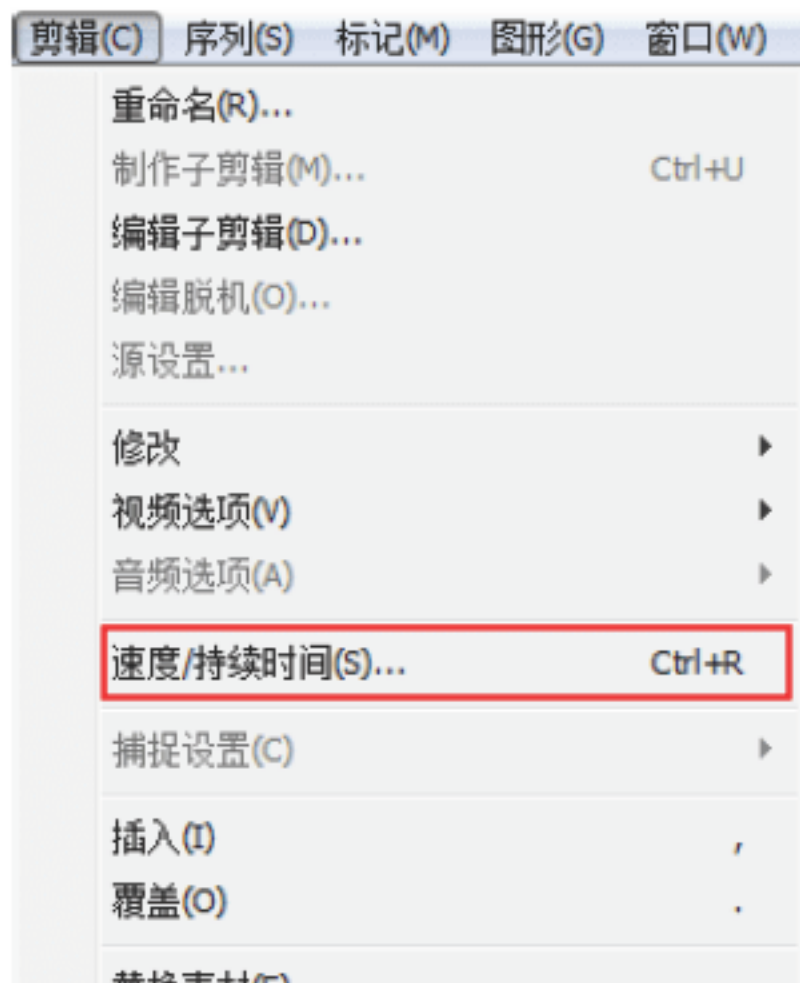 剪辑(C) 序列(S) 标记(M) 图形(G) 窗口(W)
重命名(R)...
制作子剪辑(M)... Ctrl+U
编辑子剪辑(D)...
编辑脱机(O)...
源设置...
修改
视频选项(V)
音频选项(A)
速度/持续时间(S)... Ctrl+R
捕捉设置(C)
插入(I) ,
覆盖(O) .